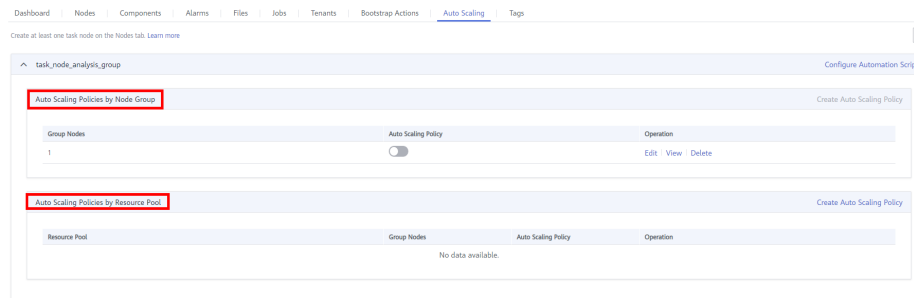 Dashboard Nodes Components Alarms Files Jobs Tenants Bootstrap Actions Auto Scaling Tags
Create at least one task node on the Nodes tab. Learn more
task_node_analysis_group Configure Automation Scrip
Auto Scaling Policies by Node Group Create Auto Scaling Policy
Group Nodes Auto Scaling Policy Operation
1 Edit View Delete
Auto Scaling Policies by Resource Pool Create Auto Scaling Policy
Resource Pool Group Nodes Auto Scaling Policy Operation
No data available.